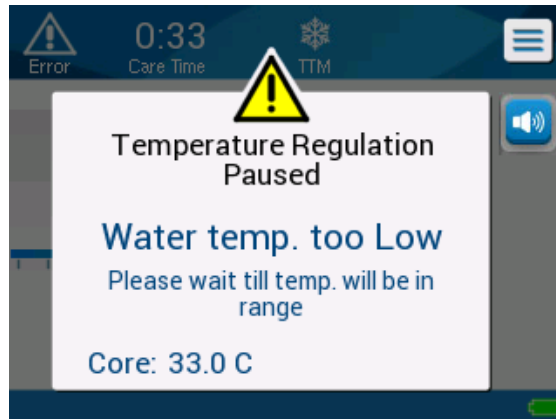 0:33
Error
Care Time
TTM
Temperature Regulation
Paused
Water temp. too Low
Please wait till temp. will be in
range
Core: 33.0 C